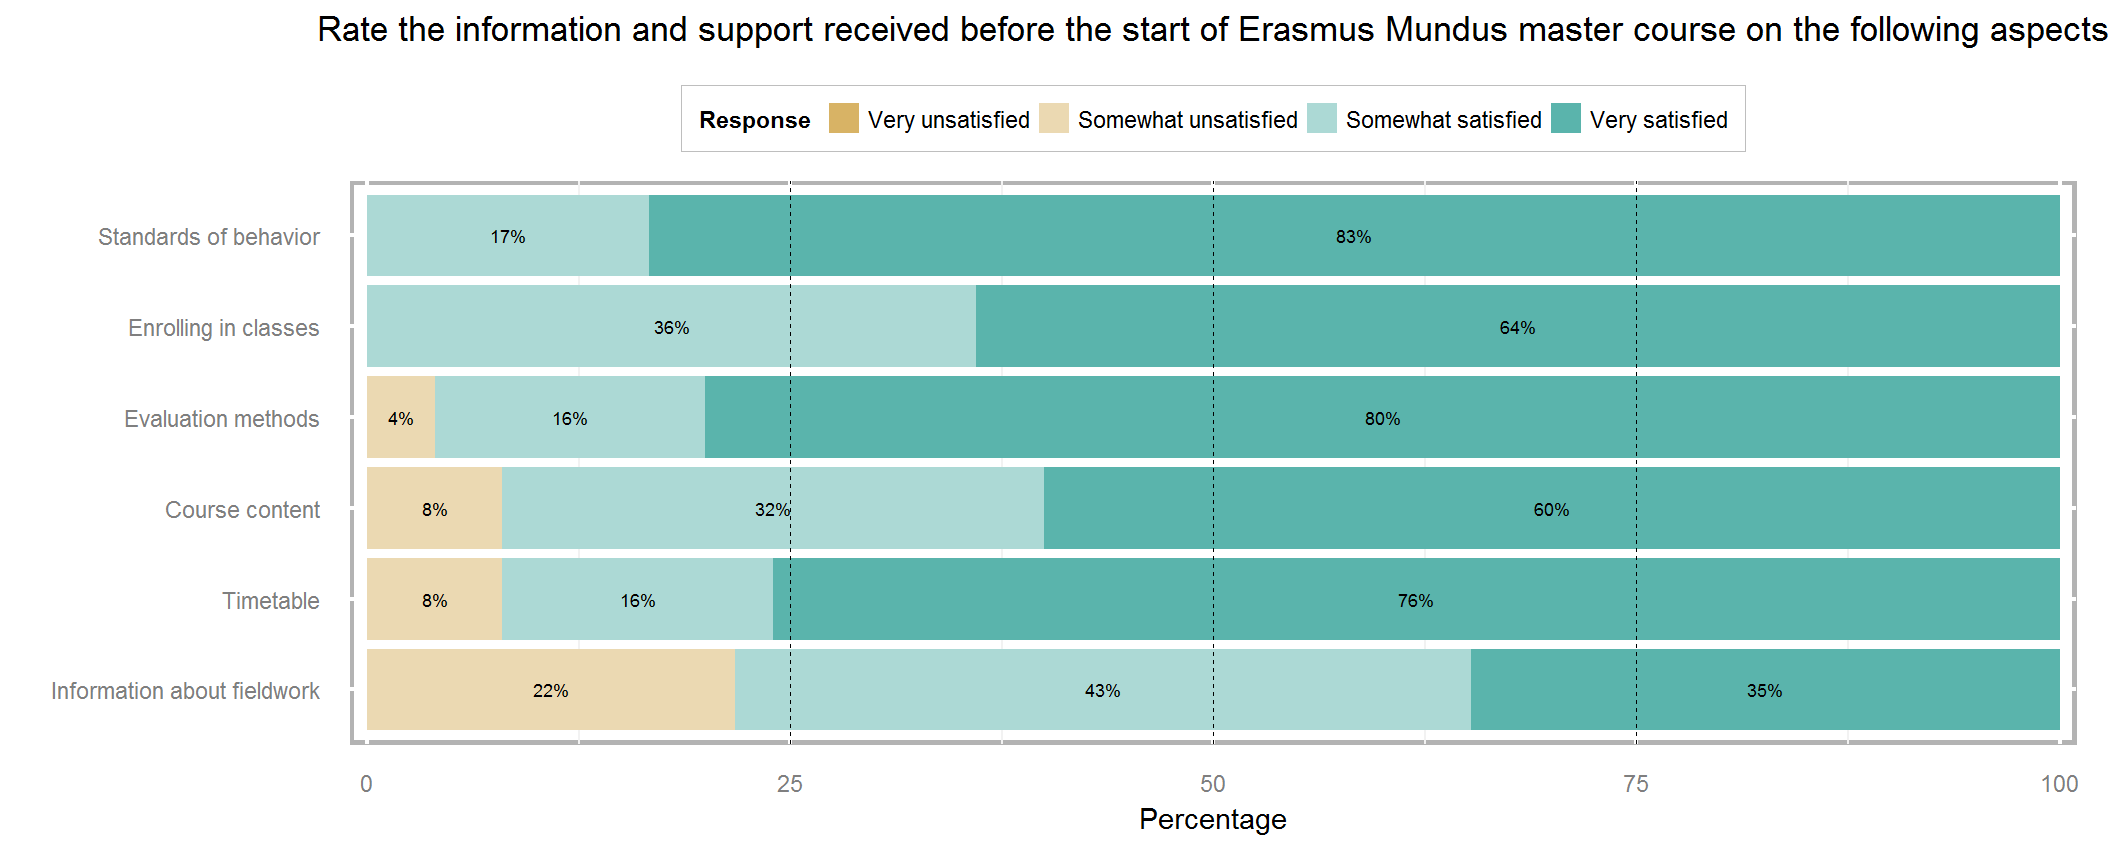 Rate the information and support received before the start of Erasmus Mundus master course on the following aspects
Response Very unsatisfied Somewhat unsatisfied Somewhat satisfied Very satisfied
Standards of behavior 17% 83%
Enrolling in classes 36% 64%
Evaluation methods 4% 16% 80%
Course content 8% 32% 60%
Timetable 8% 16% 76%
Information about fieldwork 22% 43% 35%
0 25 50 75 100
Percentage